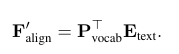 F′align = P⊤vocab Etext.